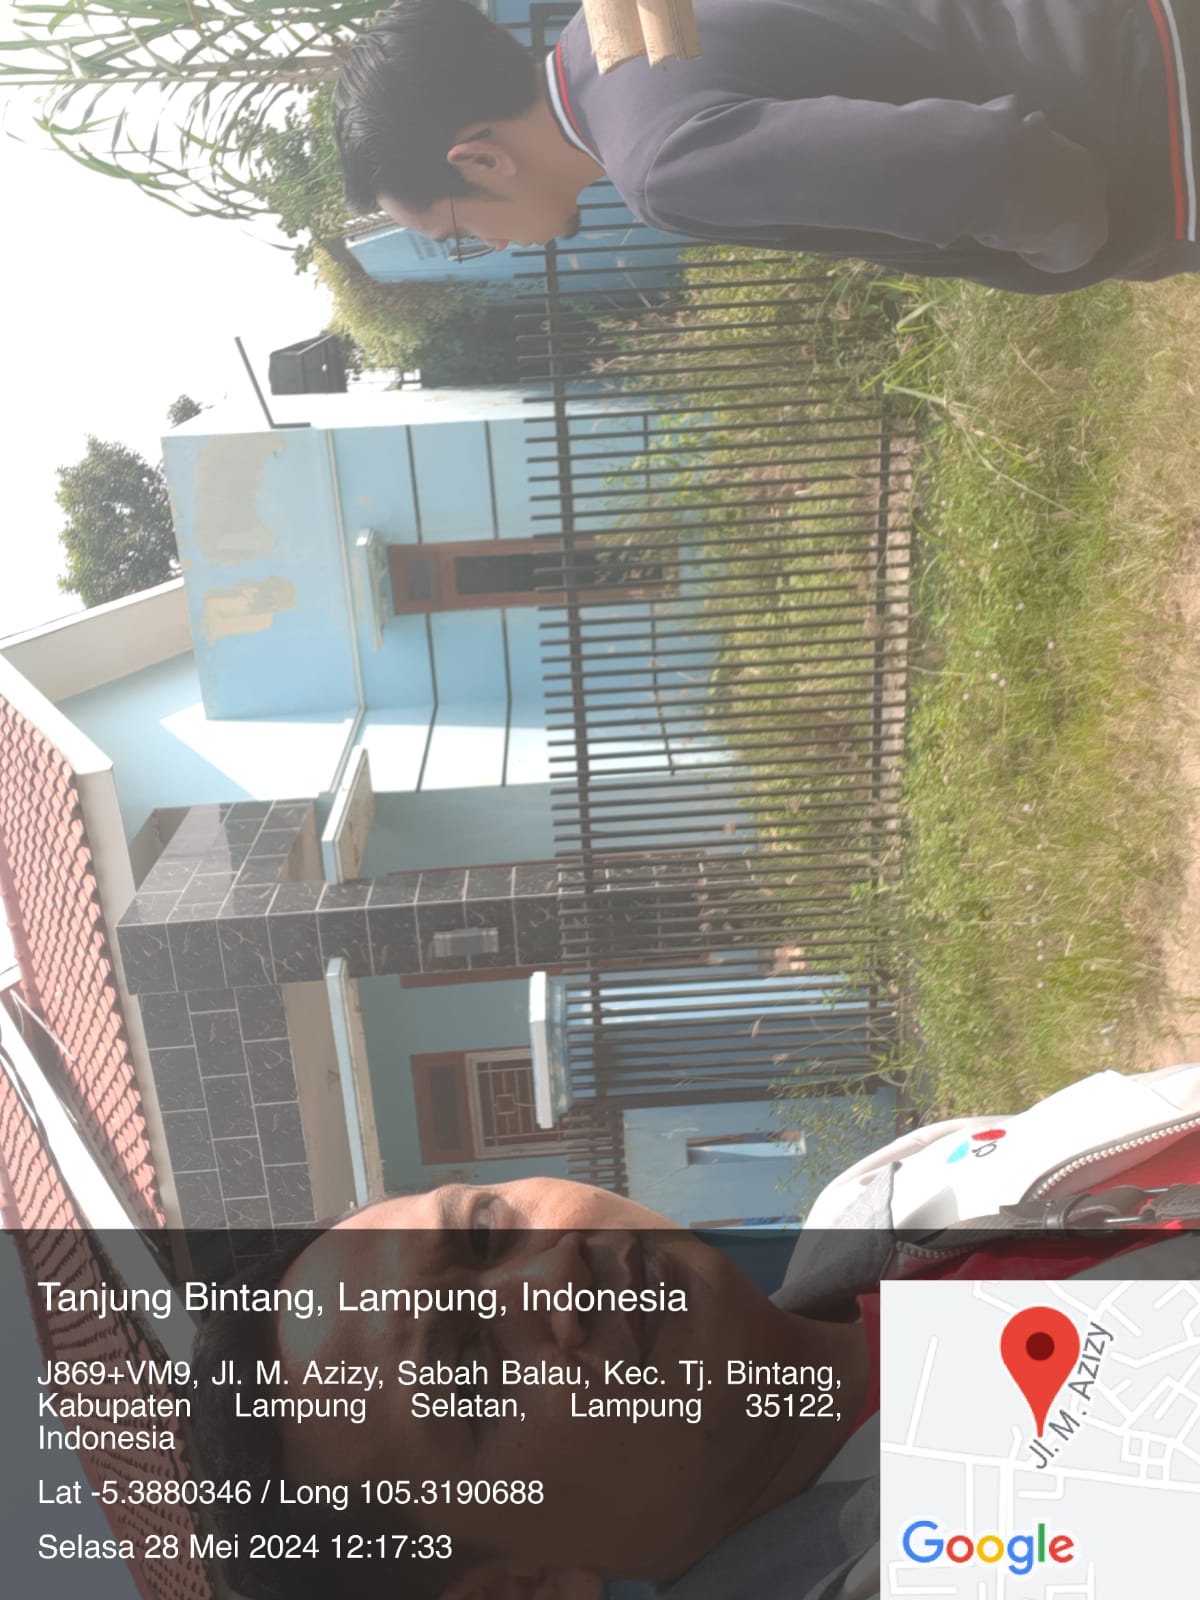 Tanjung Bintang, Lampung, Indonesia
J869+VM9, Jl. M. Azizy, Sabah Balau, Kec. Tj. Bintang,
Kabupaten Lampung Selatan, Lampung 35122,
Indonesia
Lat -5.3880346 / Long 105.3190688
Selasa 28 Mei 2024 12:17:33
Jl. M. Azizy
Google